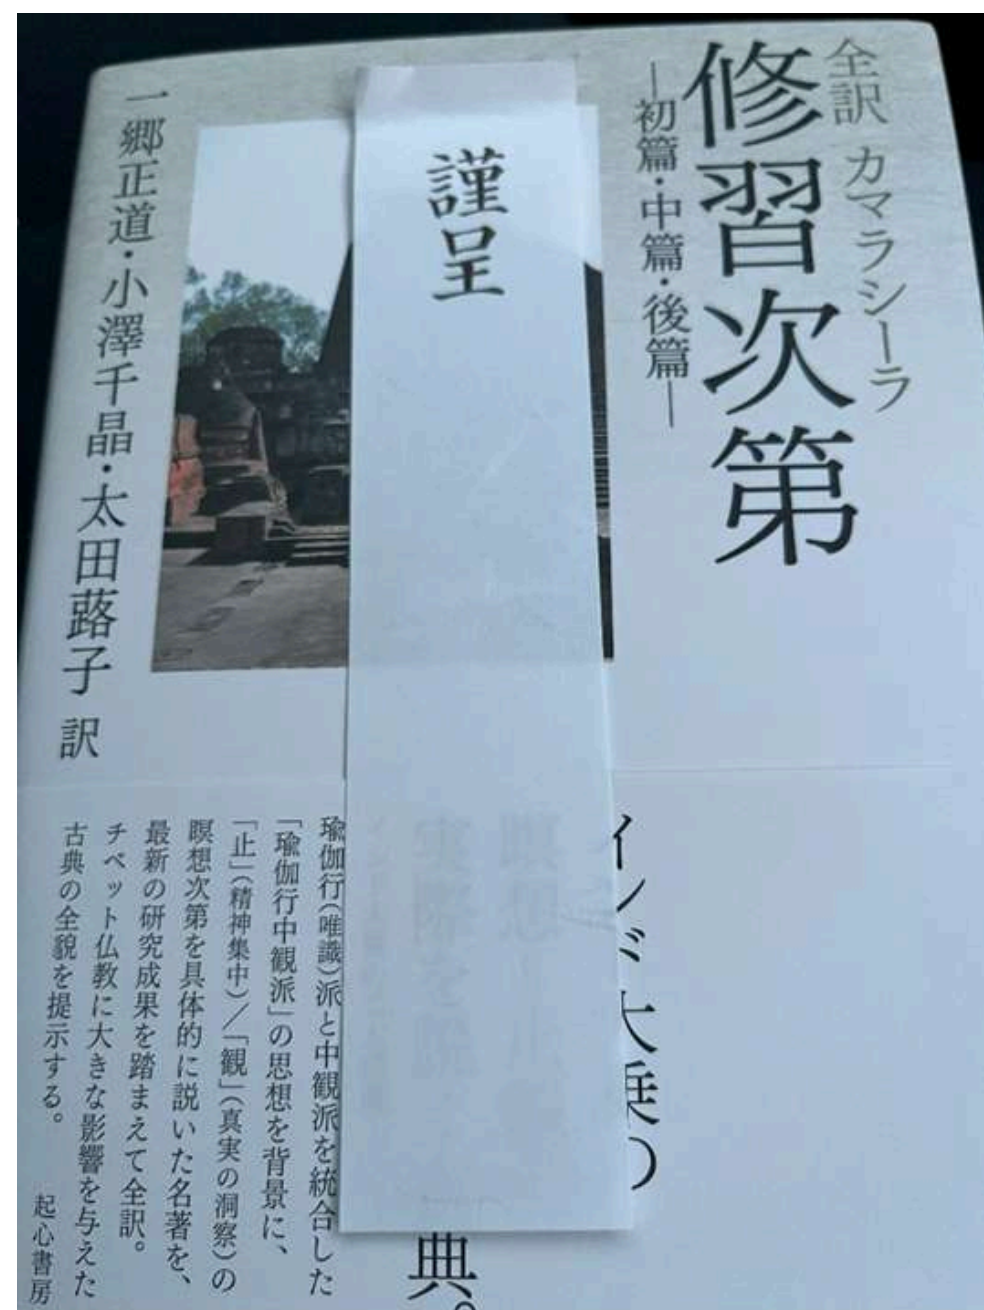 全訳 カマラシーラ
修習次第
―初篇・中篇・後篇―
謹呈
一郷正道・小澤千晶・太田蕗子 訳
インド大乗の
典。
瑜伽行(唯識)派と中観派を統合した
「瑜伽行中観派」の思想を背景に、
「止」(精神集中)/「観」(真実の洞察)の
瞑想次第を具体的に説いた名著を、
最新の研究成果を踏まえて全訳。
チベット仏教に大きな影響を与えた
古典の全貌を提示する。
起心書房